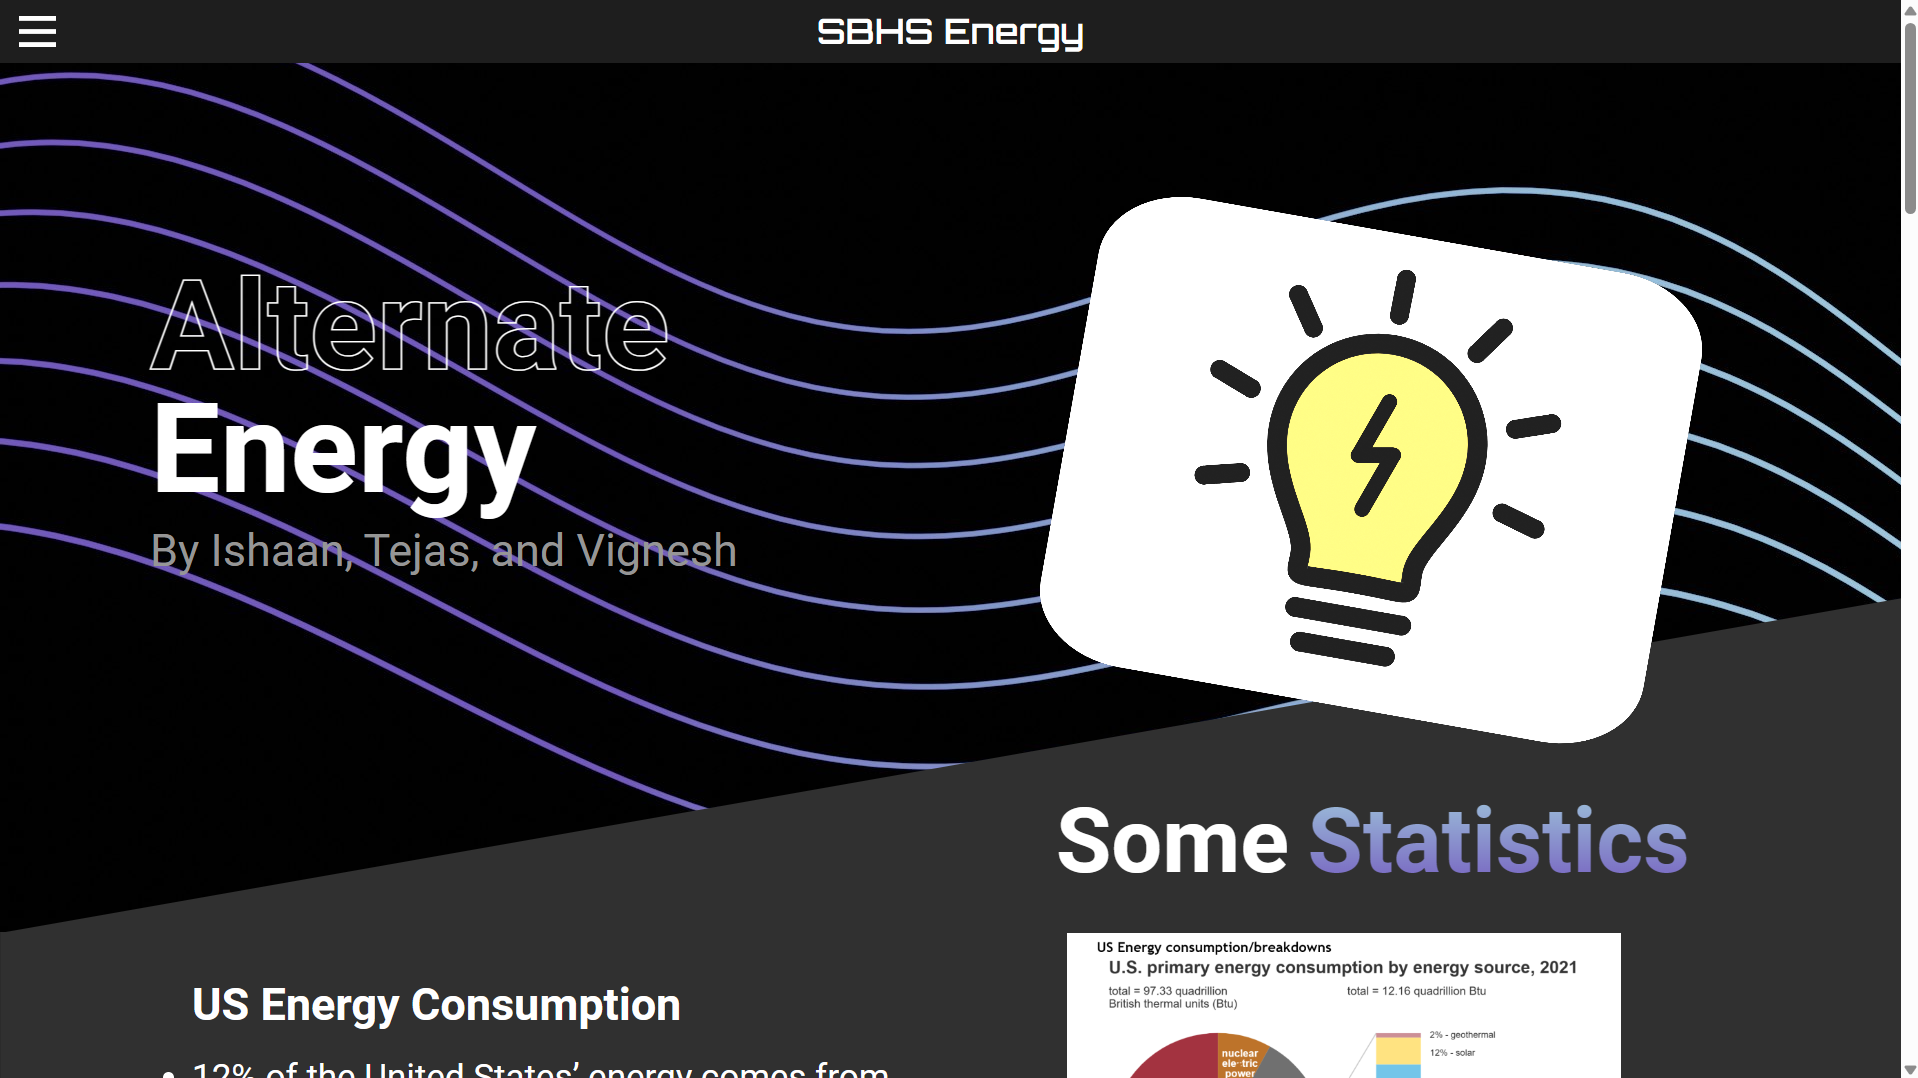 SBHS Energy
Alternate
Energy
By Ishaan, Tejas, and Vignesh
Some Statistics
US Energy Consumption
12% of the United States’ energy comes from
US Energy consumption/breakdowns
U.S. primary energy consumption by energy source, 2021
total = 97.33 quadrillion
British thermal units (Btu)
total = 12.16 quadrillion Btu
nuclear
electric
power
2% - geothermal
12% - solar